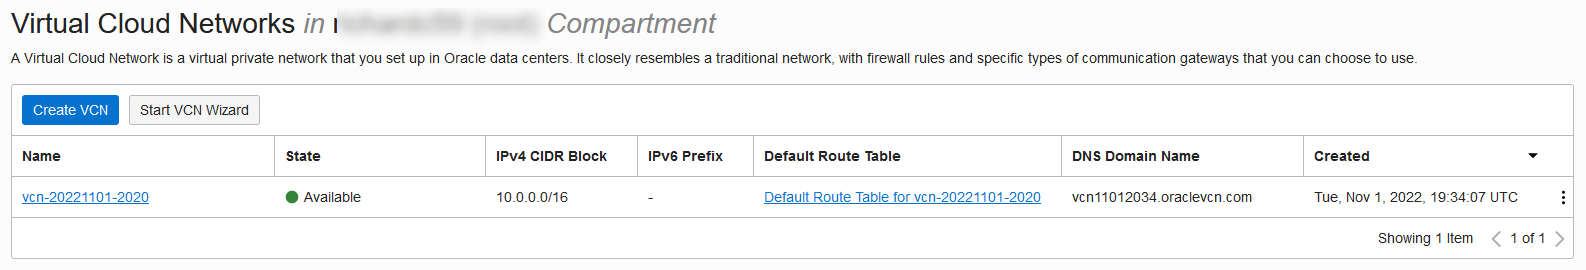 Virtual Cloud Networks in Compartment
A Virtual Cloud Network is a virtual private network that you set up in Oracle data centers. It closely resembles a traditional network, with firewall rules and specific types of communication gateways that you can choose to use.
Create VCN Start VCN Wizard
Name State IPv4 CIDR Block IPv6 Prefix Default Route Table DNS Domain Name Created
vcn-20221101-2020 Available 10.0.0.0/16 - Default Route Table for vcn-20221101-2020 vcn11012034.oraclevcn.com Tue, Nov 1, 2022, 19:34:07 UTC
Showing 1 Item 1 of 1